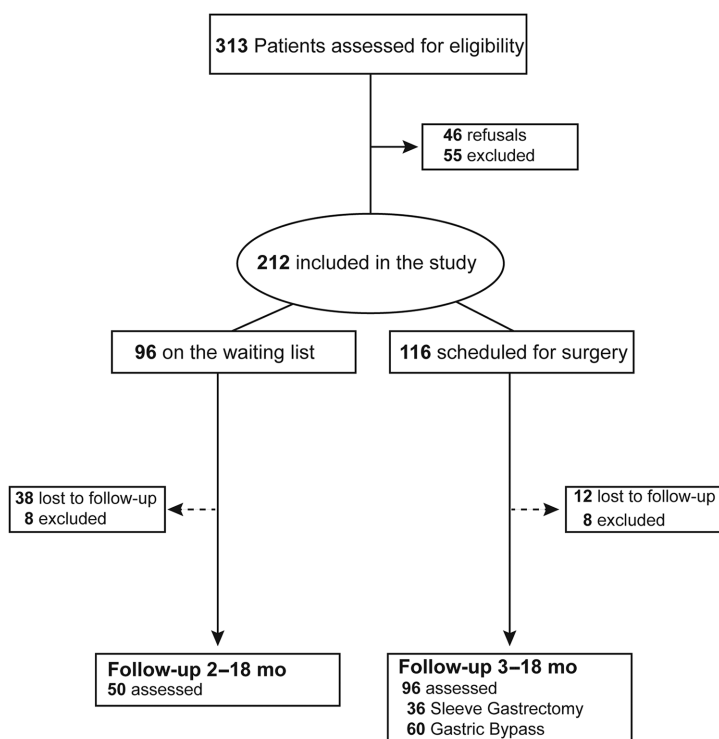 313 Patients assessed for eligibility
46 refusals
55 excluded
212 included in the study
96 on the waiting list
116 scheduled for surgery
38 lost to follow-up
8 excluded
12 lost to follow-up
8 excluded
Follow-up 2–18 mo
50 assessed
Follow-up 3–18 mo
96 assessed
36 Sleeve Gastrectomy
60 Gastric Bypass